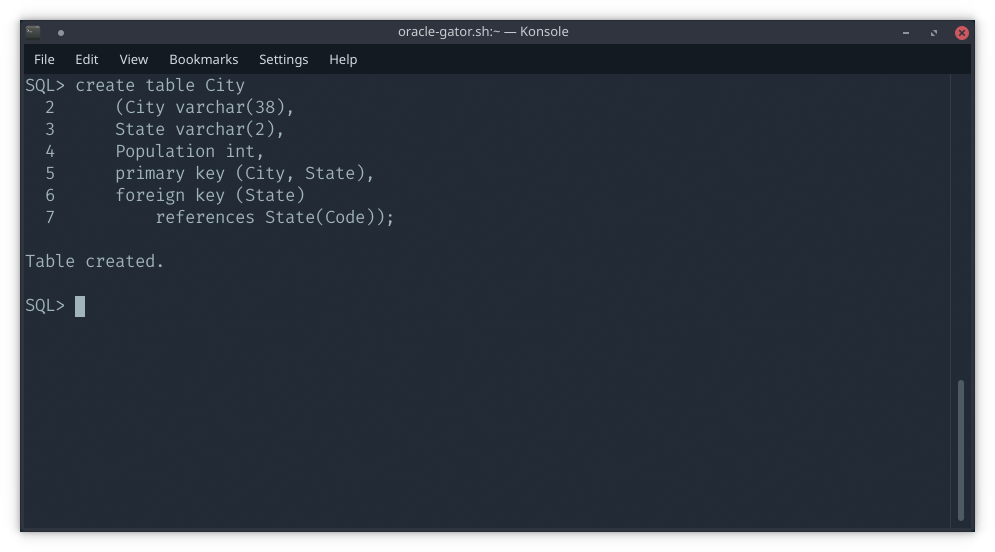 oracle-gator.sh:~ — Konsole
File Edit View Bookmarks Settings Help
SQL> create table City
  2      (City varchar(38),
  3      State varchar(2),
  4      Population int,
  5      primary key (City, State),
  6      foreign key (State)
  7          references State(Code));

Table created.

SQL>